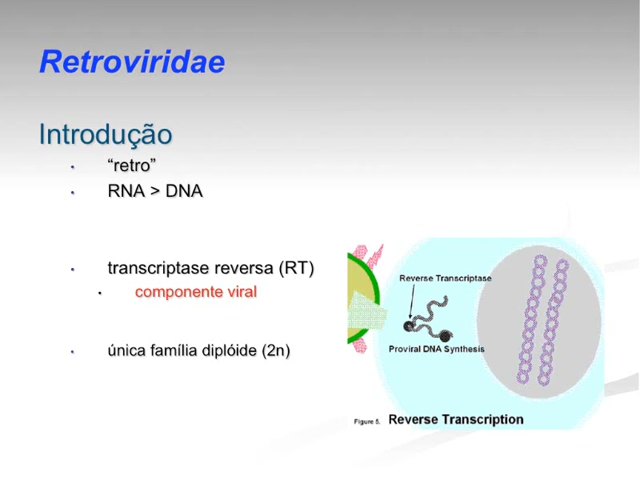 Retroviridae
Introdução
• “retro”
• RNA > DNA
• transcriptase reversa (RT)
• componente viral
• única família diplóide (2n)
Reverse Transcriptase
Proviral DNA Synthesis
Figure 5. Reverse Transcription